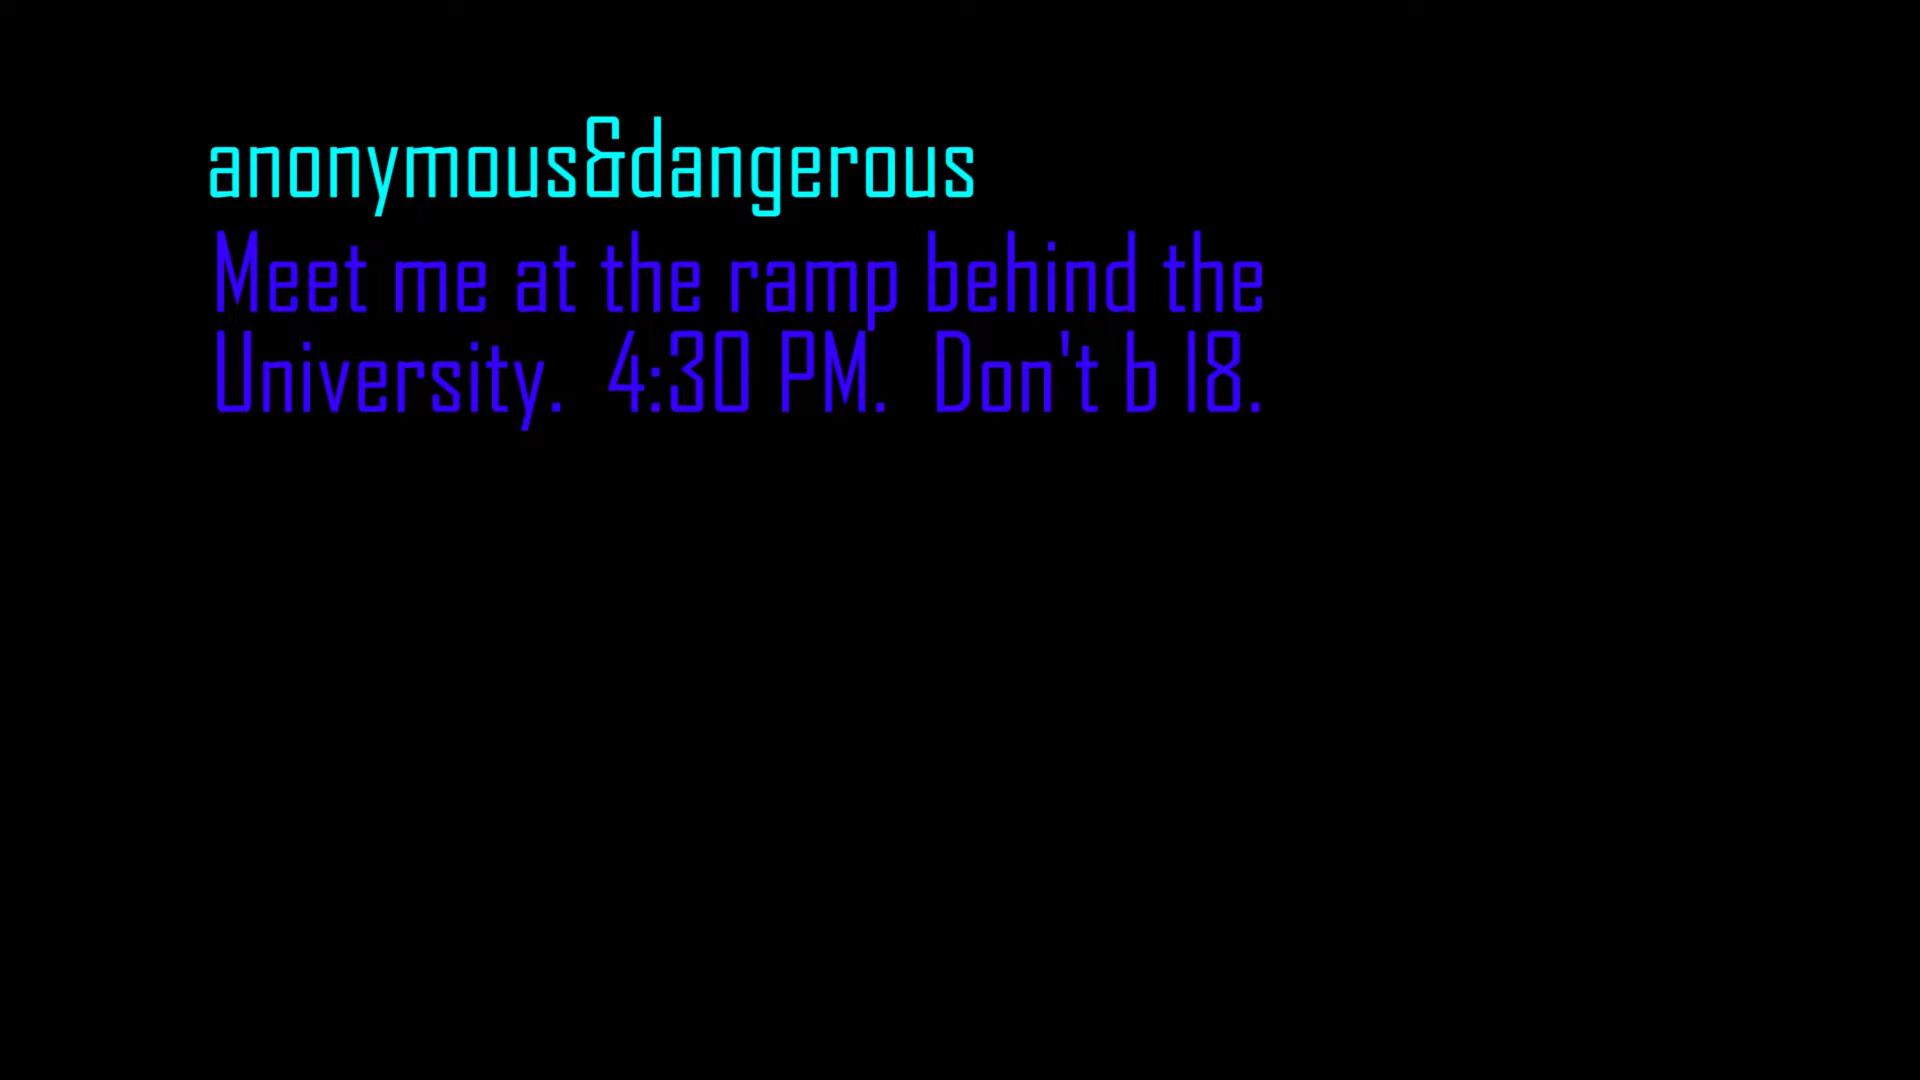 anonymous&dangerous
Meet me at the ramp behind the
University.  4:30 PM.  Don't b l8.